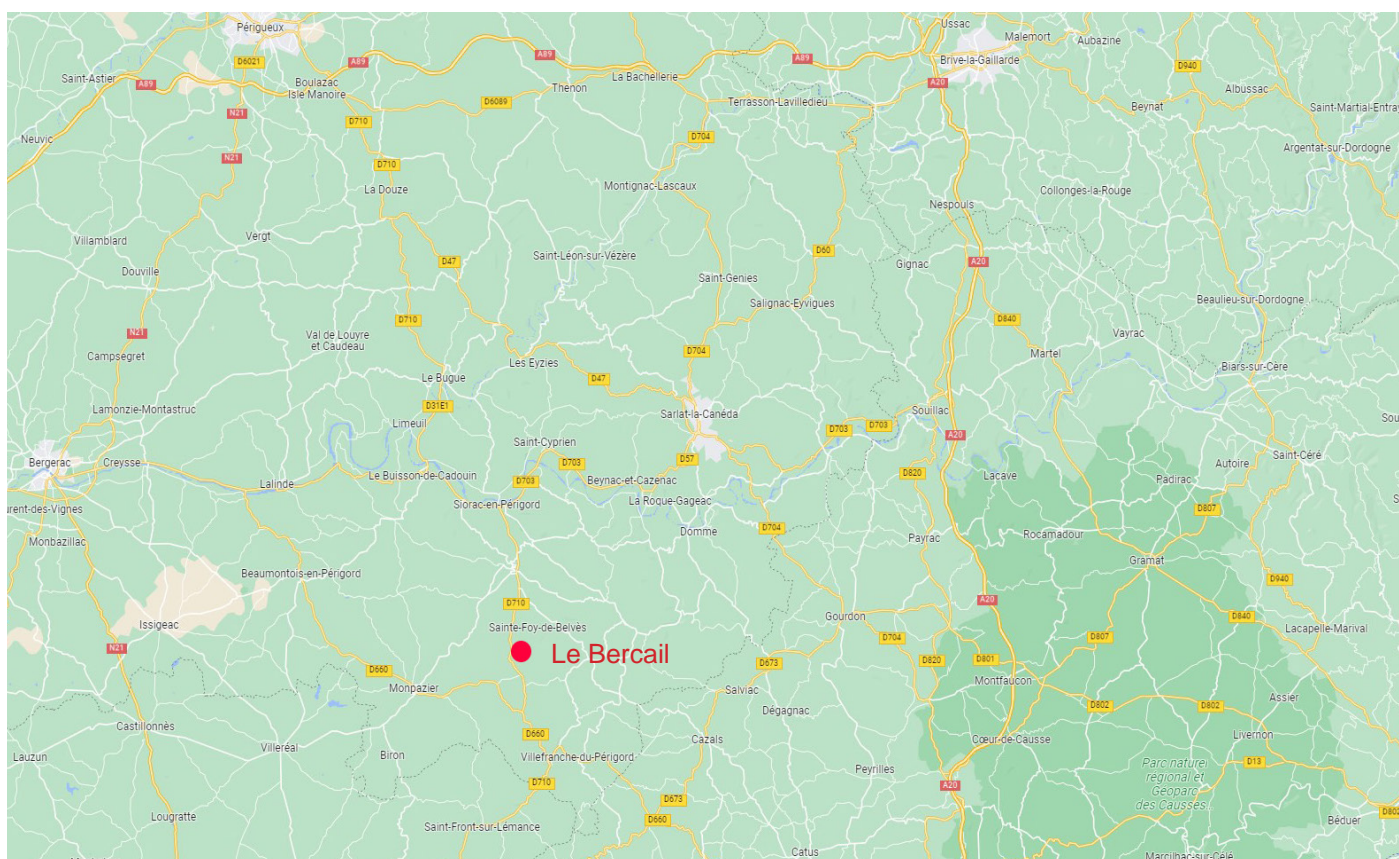 Ussac
Périgueux
Malemort
Aubazine
A89
D6021
A89
A89
Brive-la-Gaillarde
D940
Saint-Astier
A89
Boulazac
Isle Manoire
La Bachellerie
A20
Thenon
Albussac
D6089
Terrasson-Lavilledieu
Beynat
Saint-Martial-Entray
N21
D710
Neuvic
D704
Argentat-sur-Dordogne
N21
D710
La Douze
Montignac-Lascaux
Collonges-la-Rouge
Nespouls
Villamblard
Vergt
Saint-Léon-sur-Vézère
D60
D47
Gignac
A20
Douville
Saint-Genies
Salignac-Eyvigues
Beaulieu-sur-Dordogne
D710
D840
N21
Val de Louyre
et Caudeau
Vayrac
D704
Campsegret
Les Eyzies
Martel
Biars-sur-Cère
Le Bugue
D47
D31E1
Lamonzie-Montastruc
Sarlat-la-Canéda
Souillac
Limeuil
D703
D703
Sou
A20
Saint-Cyprien
Bergerac
Creysse
D703
D57
Saint-Céré
Autoire
Le Buisson-de-Cadouin
D703
Beynac-et-Cazenac
D820
Lacave
Padirac
Lalinde
La Roque-Gageac
Siorac-en-Périgord
urent-des-Vignes
D807
D704
Domme
Rocamadour
Payrac
Monbazillac
Gramat
Beaumontois-en-Périgord
D940
D710
A20
Issigeac
Gourdon
D840
Sainte-Foy-de-Belvès
Lacapelle-Marival
D704
D807
N21
Le Bercail
D820
D801
D673
D660
Monpazier
Salviac
Montfaucon
Assier
D802
D802
Dégagnac
Castillonnès
D660
Cazals
Cœur-de-Causse
Livernon
Villeréal
Biron
Villefranche-du-Périgord
Lauzun
D13
Parc naturel
régional et
Géoparc
des Causses...
Peyrilles
D710
A20
D673
D802
Lougratte
D660
Saint-Front-sur-Lémance
Béduer
Catus
Marcilhac-sur-Célé